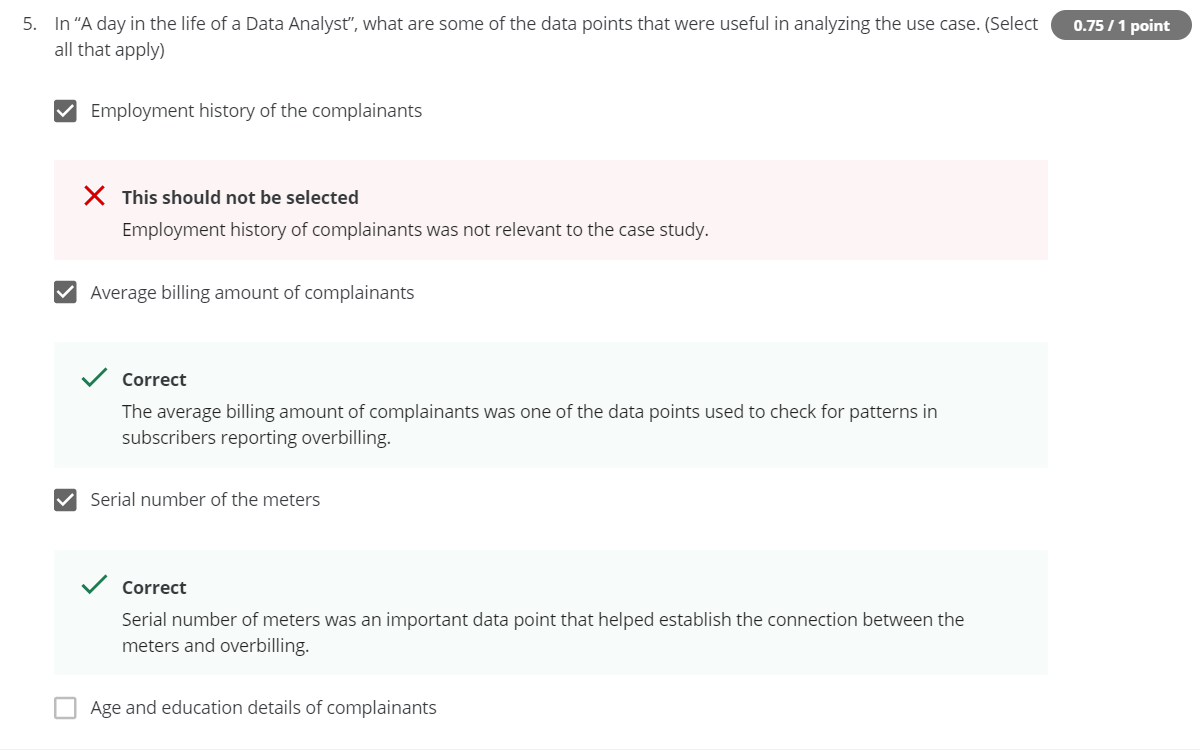 5. In “A day in the life of a Data Analyst”, what are some of the data points that were useful in analyzing the use case. (Select
all that apply)
0.75 / 1 point
Employment history of the complainants
This should not be selected
Employment history of complainants was not relevant to the case study.
Average billing amount of complainants
Correct
The average billing amount of complainants was one of the data points used to check for patterns in
subscribers reporting overbilling.
Serial number of the meters
Correct
Serial number of meters was an important data point that helped establish the connection between the
meters and overbilling.
Age and education details of complainants